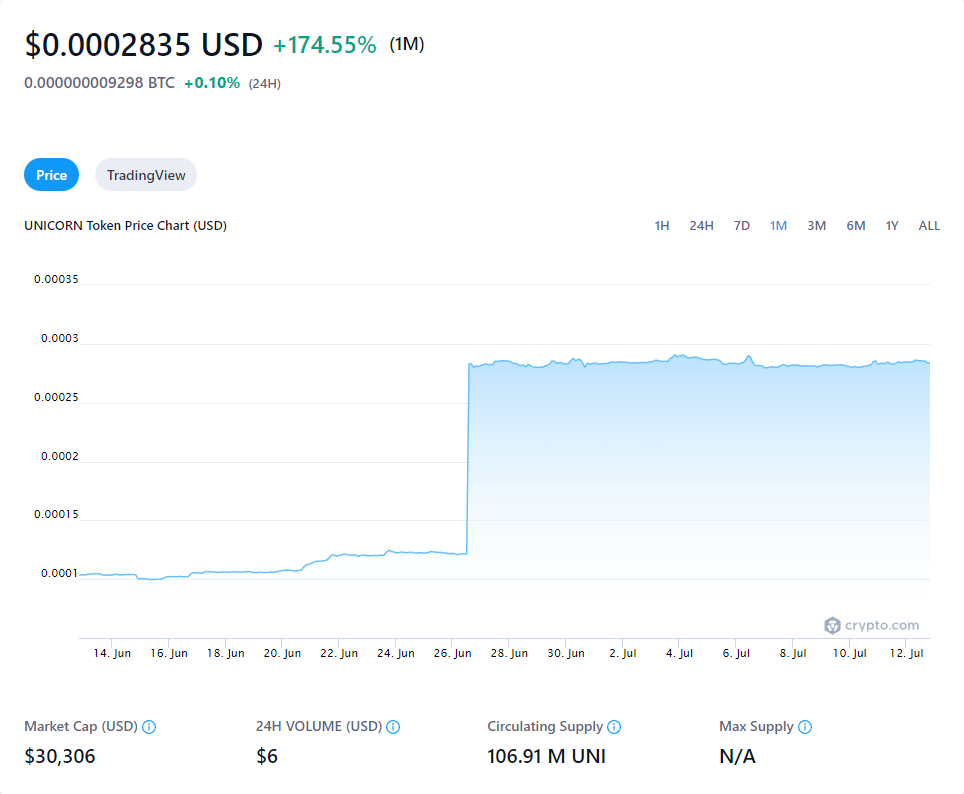 $0.0002835 USD +174.55% (1M)
0.000000009298 BTC +0.10% (24H)
Price TradingView
UNICORN Token Price Chart (USD) 1H 24H 7D 1M 3M 6M 1Y ALL
0.00035
0.0003
0.00025
0.0002
0.00015
0.0001
crypto.com
14. Jun 16. Jun 18. Jun 20. Jun 22. Jun 24. Jun 26. Jun 28. Jun 30. Jun 2. Jul 4. Jul 6. Jul 8. Jul 10. Jul 12. Jul
Market Cap (USD) 24H VOLUME (USD) Circulating Supply Max Supply
$30,306 $6 106.91 M UNI N/A